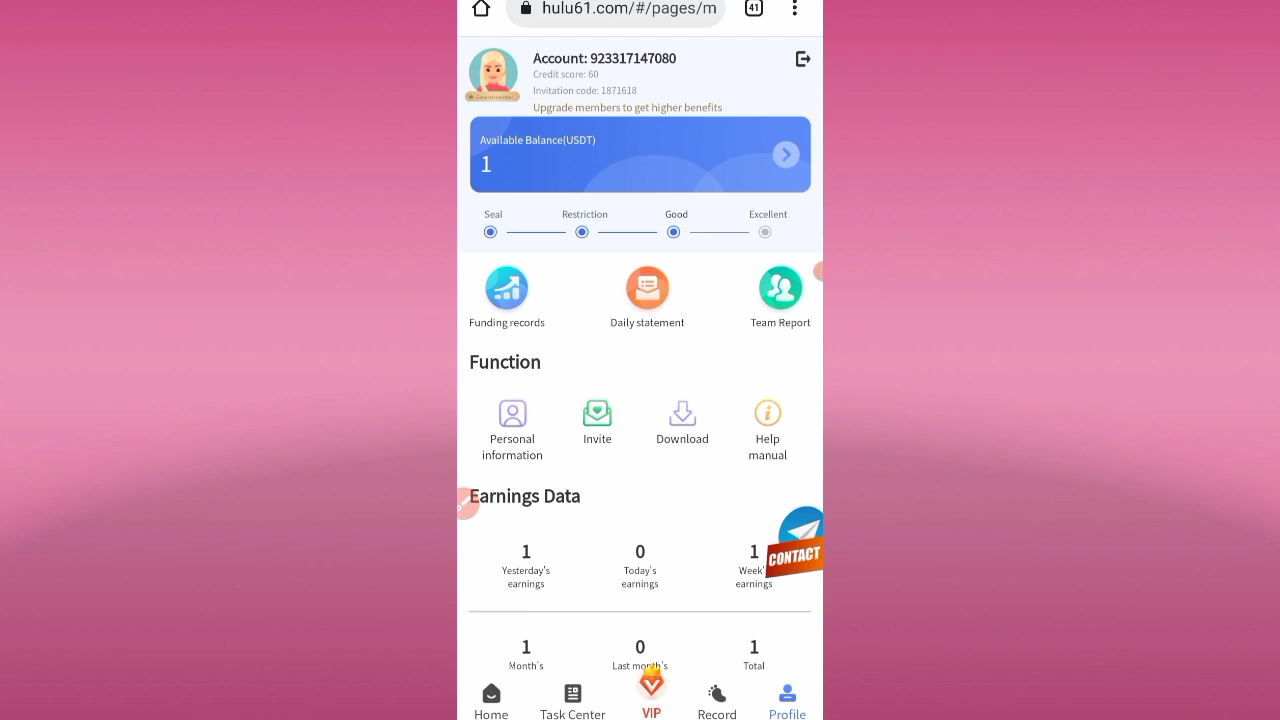 hulu61.com/#/pages/m
41
Account: 923317147080
Credit score: 60
Invitation code: 1871618
Upgrade members to get higher benefits
Available Balance(USDT)
1
Seal Restriction Good Excellent
Funding records Daily statement Team Report
Function
Personal information
Invite
Download
Help manual
Earnings Data
1 0 1
Yesterday's earnings
Today's earnings
Week' earnings
CONTACT
1 0 1
Month's Last month's Total
Home Task Center VIP Record Profile